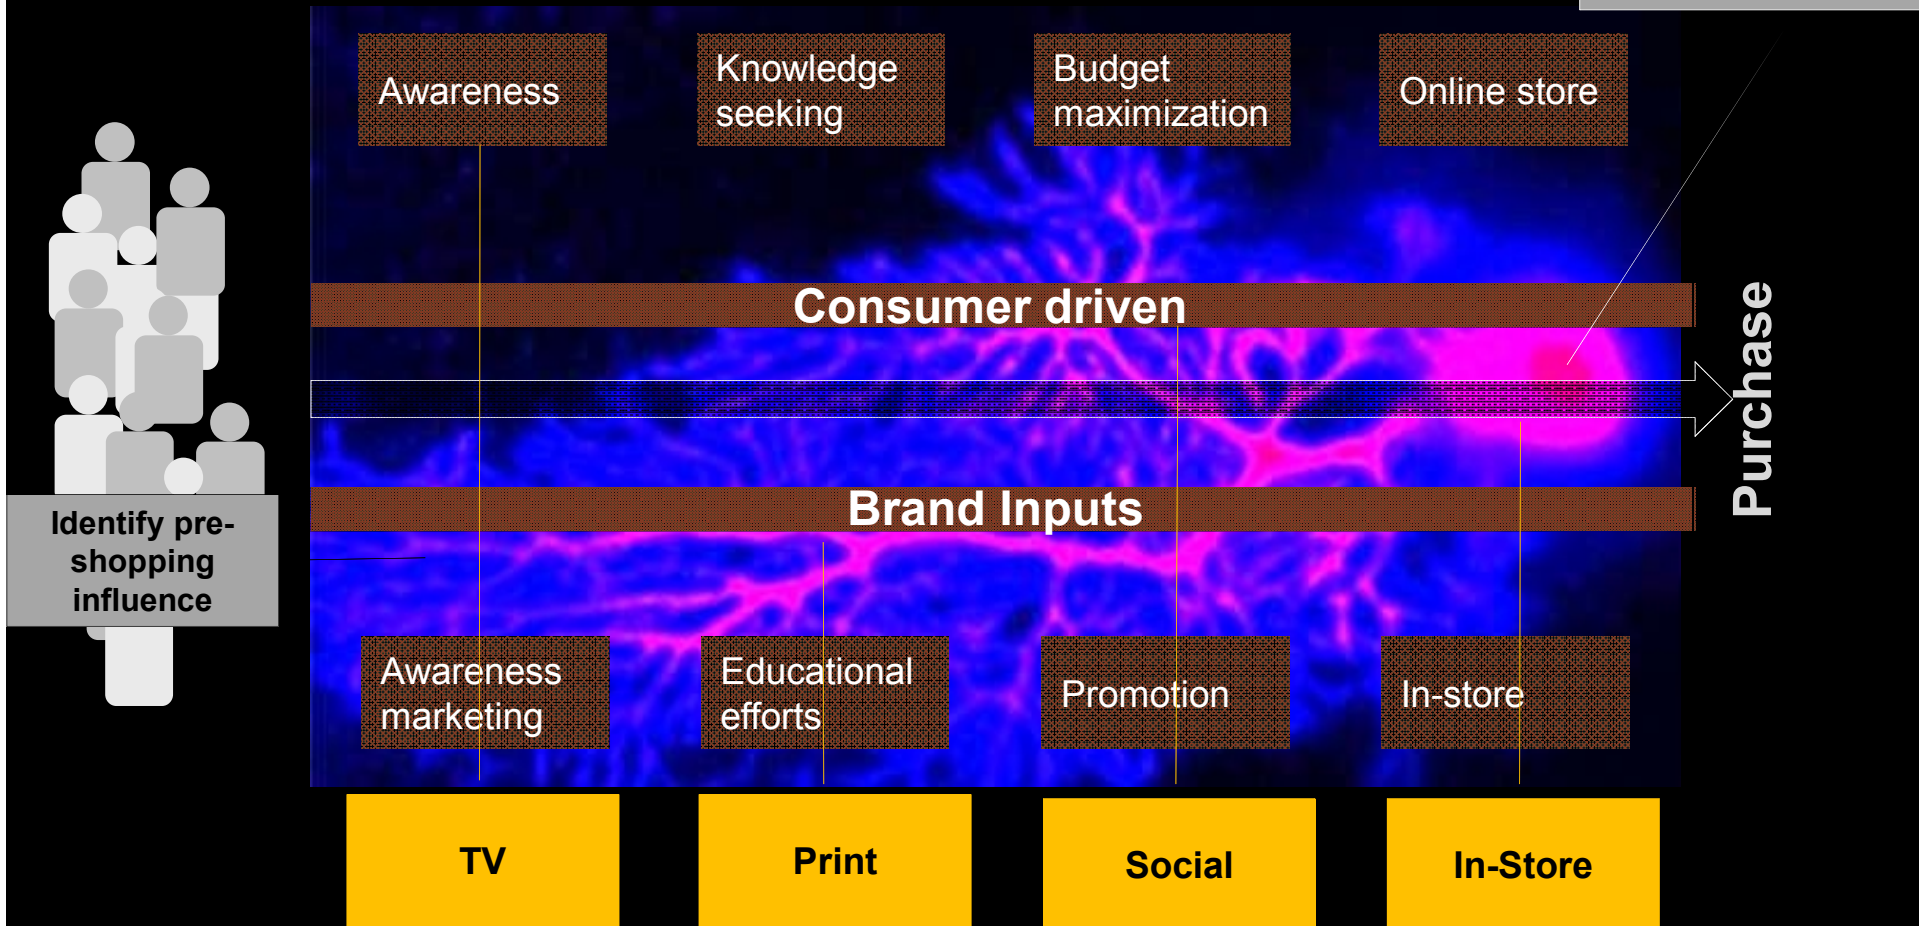 Awareness
Knowledge
seeking
Budget
maximization
Online store
Consumer driven
Purchase
Brand Inputs
Identify pre-
shopping
influence
Awareness
marketing
Educational
efforts
Promotion
In-store
TV
Print
Social
In-Store